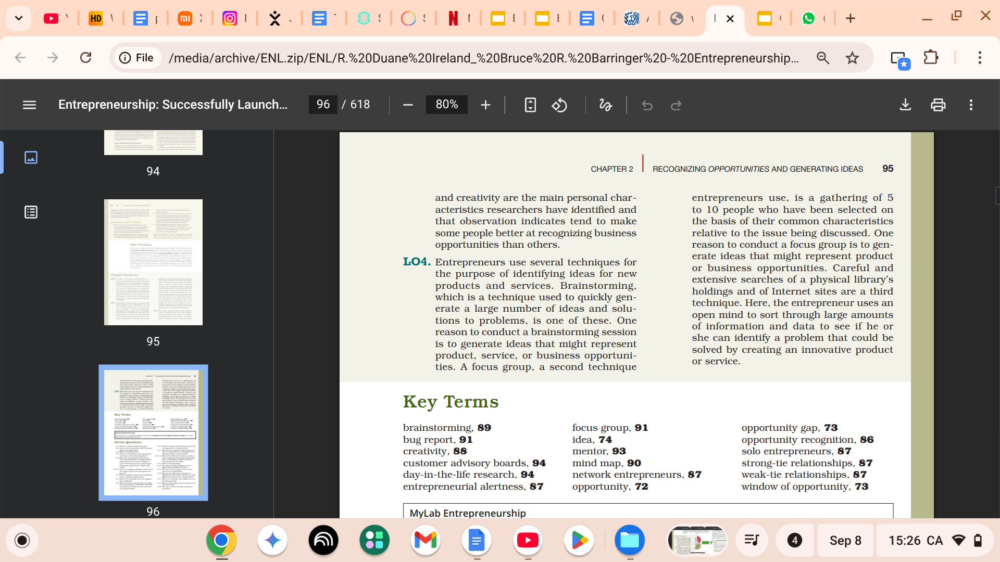 HD
File
/media/archive/ENL.zip/ENL/R.%20Duane%20Ireland_%20Bruce%20R.%20Barringer%20-%20Entrepreneurship...
Entrepreneurship: Successfully Launch...
96 / 618
80%
94
95
96
CHAPTER 2 | RECOGNIZING OPPORTUNITIES AND GENERATING IDEAS 95
and creativity are the main personal char-
acteristics researchers have identified and
that observation indicates tend to make
some people better at recognizing business
opportunities than others.
LO4. Entrepreneurs use several techniques for
the purpose of identifying ideas for new
products and services. Brainstorming,
which is a technique used to quickly gen-
erate a large number of ideas and solu-
tions to problems, is one of these. One
reason to conduct a brainstorming session
is to generate ideas that might represent
product, service, or business opportuni-
ties. A focus group, a second technique
entrepreneurs use, is a gathering of 5
to 10 people who have been selected on
the basis of their common characteristics
relative to the issue being discussed. One
reason to conduct a focus group is to gen-
erate ideas that might represent product
or business opportunities. Careful and
extensive searches of a physical library's
holdings and of Internet sites are a third
technique. Here, the entrepreneur uses an
open mind to sort through large amounts
of information and data to see if he or
she can identify a problem that could be
solved by creating an innovative product
or service.
Key Terms
brainstorming, 89
bug report, 91
creativity, 88
customer advisory boards, 94
day-in-the-life research, 94
entrepreneurial alertness, 87
focus group, 91
idea, 74
mentor, 93
mind map, 90
network entrepreneurs, 87
opportunity, 72
opportunity gap, 73
opportunity recognition, 86
solo entrepreneurs, 87
strong-tie relationships, 87
weak-tie relationships, 87
window of opportunity, 73
MyLab Entrepreneurship
4
Sep 8
15:26 CA